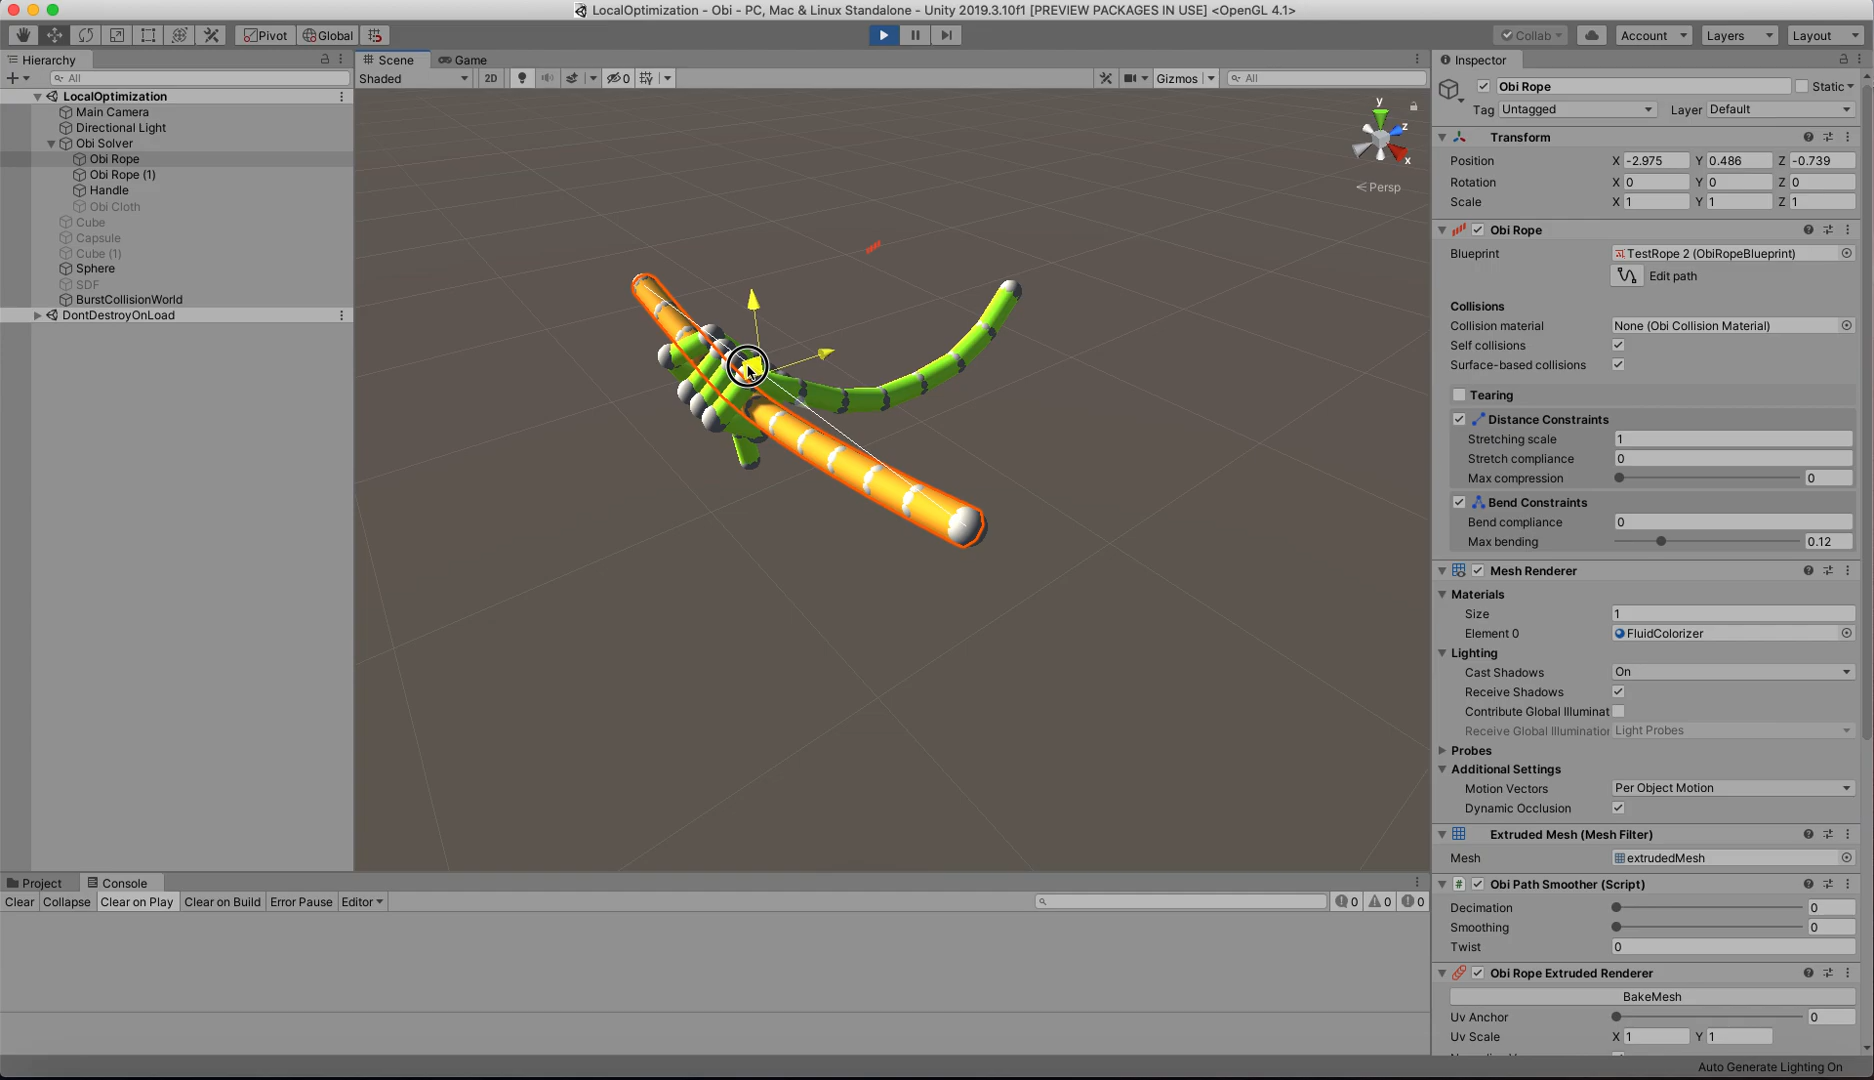 LocalOptimization - Obi - PC, Mac & Linux Standalone - Unity 2019.3.10f1 [PREVIEW PACKAGES IN USE] <OpenGL 4.1>
Pivot Global Collab Account Layers Layout
Hierarchy
All
LocalOptimization
Main Camera
Directional Light
Obi Solver
Obi Rope
Obi Rope (1)
Handle
Obi Cloth
Cube
Capsule
Cube (1)
Sphere
SDF
BurstCollisionWorld
DontDestroyOnLoad
Scene Game
Shaded 2D 0 Gizmos All
y
z
x
Persp
Project Console
Clear Collapse Clear on Play Clear on Build Error Pause Editor 0 0 0
Inspector
Obi Rope Static
Tag Untagged Layer Default
Transform
Position X -2.975 Y 0.486 Z -0.739
Rotation X 0 Y 0 Z 0
Scale X 1 Y 1 Z 1
Obi Rope
Blueprint TestRope 2 (ObiRopeBlueprint)
Edit path
Collisions
Collision material None (Obi Collision Material)
Self collisions
Surface-based collisions
Tearing
Distance Constraints
Stretching scale 1
Stretch compliance 0
Max compression 0
Bend Constraints
Bend compliance 0
Max bending 0.12
Mesh Renderer
Materials
Size 1
Element 0 FluidColorizer
Lighting
Cast Shadows On
Receive Shadows
Contribute Global Illuminat
Receive Global Illumination Light Probes
Probes
Additional Settings
Motion Vectors Per Object Motion
Dynamic Occlusion
Extruded Mesh (Mesh Filter)
Mesh extrudedMesh
Obi Path Smoother (Script)
Decimation 0
Smoothing 0
Twist 0
Obi Rope Extruded Renderer
BakeMesh
Uv Anchor 0
Uv Scale X 1 Y 1
Auto Generate Lighting On